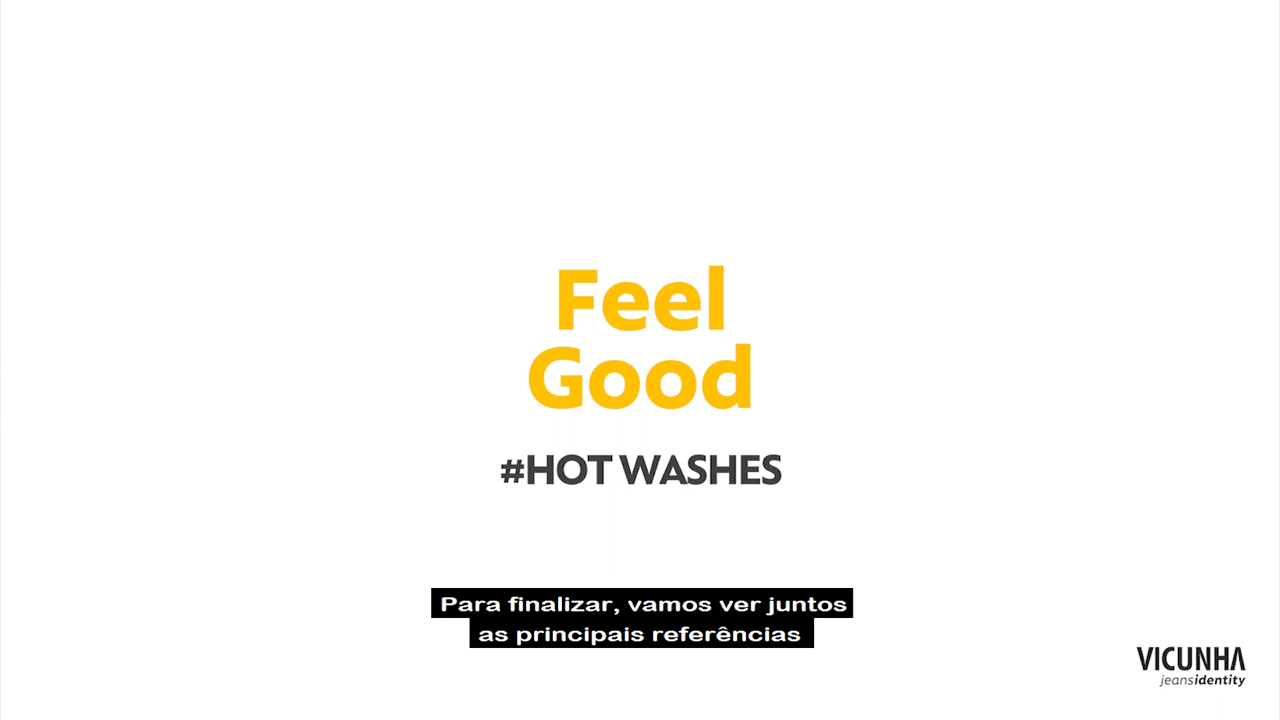 Feel
Good
#HOT WASHES
Para finalizar, vamos ver juntos
as principais referências
VICUNHA
jeansidentity